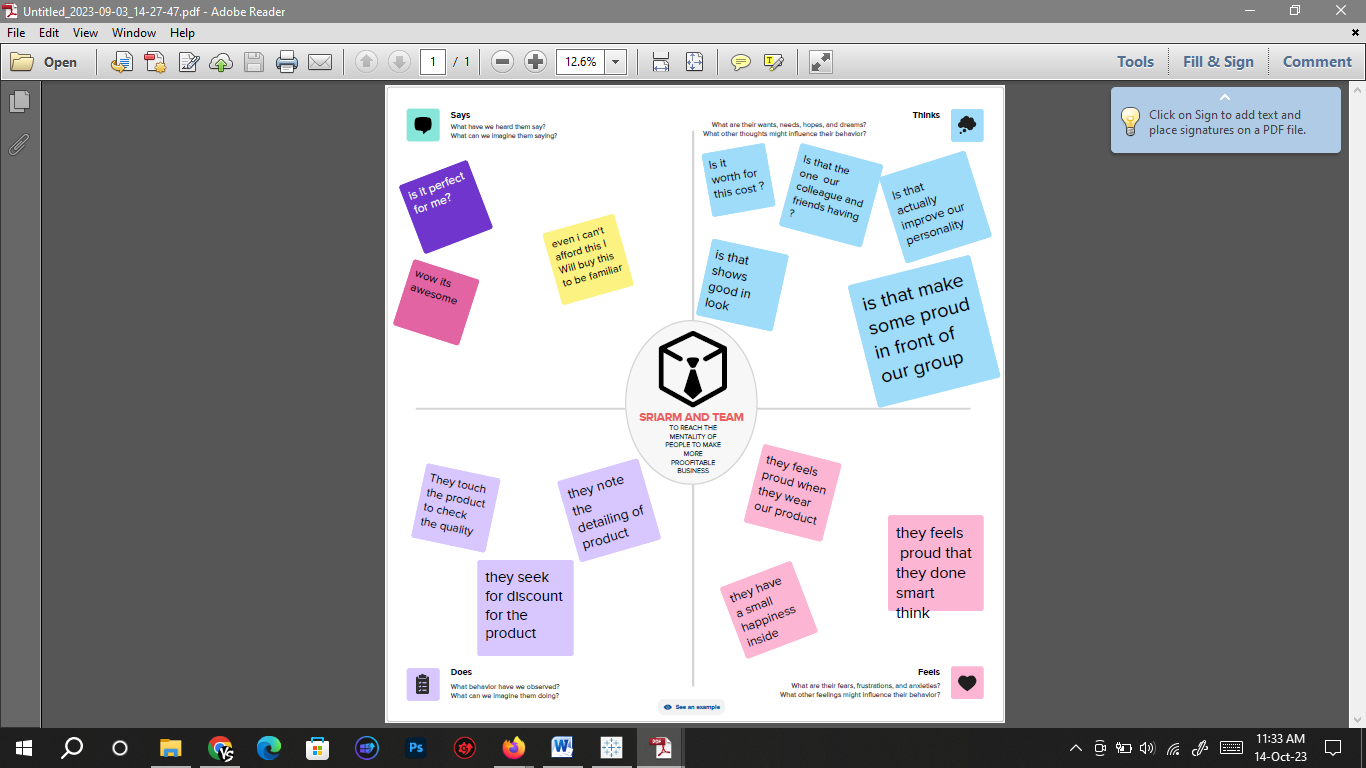 Untitled_2023-09-03_14-27-47.pdf - Adobe Reader
File Edit View Window Help
Open
1 / 1
12.6%
Tools Fill & Sign Comment
Click on Sign to add text and
place signatures on a PDF file.
Says
What have we heard them say?
What can we imagine them saying?
Thinks
What are their wants, needs, hopes, and dreams?
What other thoughts might influence their behavior?
is it perfect
for me?
even i can't
afford this I
Will buy this
to be familiar
wow its
awesome
Is it
worth for
this cost ?
Is that the
one our
colleague and
friends having
?
Is that
actually
improve our
personality
is that
shows
good in
look
is that make
some proud
in front of
our group
SRIARM AND TEAM
TO REACH THE
MENTALITY OF
PEOPLE TO MAKE
MORE
PROOFITABLE
BUSINESS
They touch
the product
to check
the quality
they note
the
detailing of
product
they seek
for discount
for the
product
they feels
proud when
they wear
our product
they feels
proud that
they done
smart
think
they have
a small
happiness
inside
Does
What behavior have we observed?
What can we imagine them doing?
Feels
What are their fears, frustrations, and anxieties?
What other feelings might influence their behavior?
See an example
11:33 AM
14-Oct-23